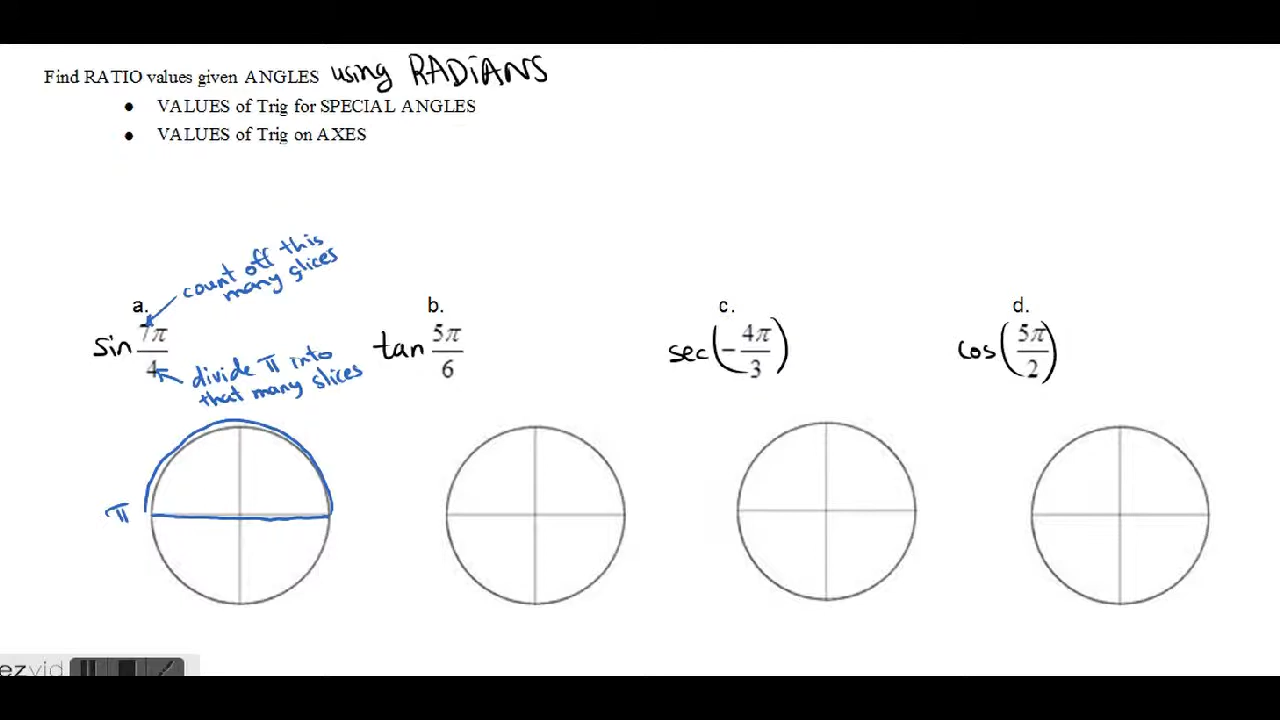 Find RATIO values given ANGLES using RADIANS
• VALUES of Trig for SPECIAL ANGLES
• VALUES of Trig on AXES
count off this
many slices
a.
sin 7π/4
divide π into
that many slices
b.
tan 5π/6
c.
sec(-4π/3)
d.
cos(5π/2)
π
ezvid